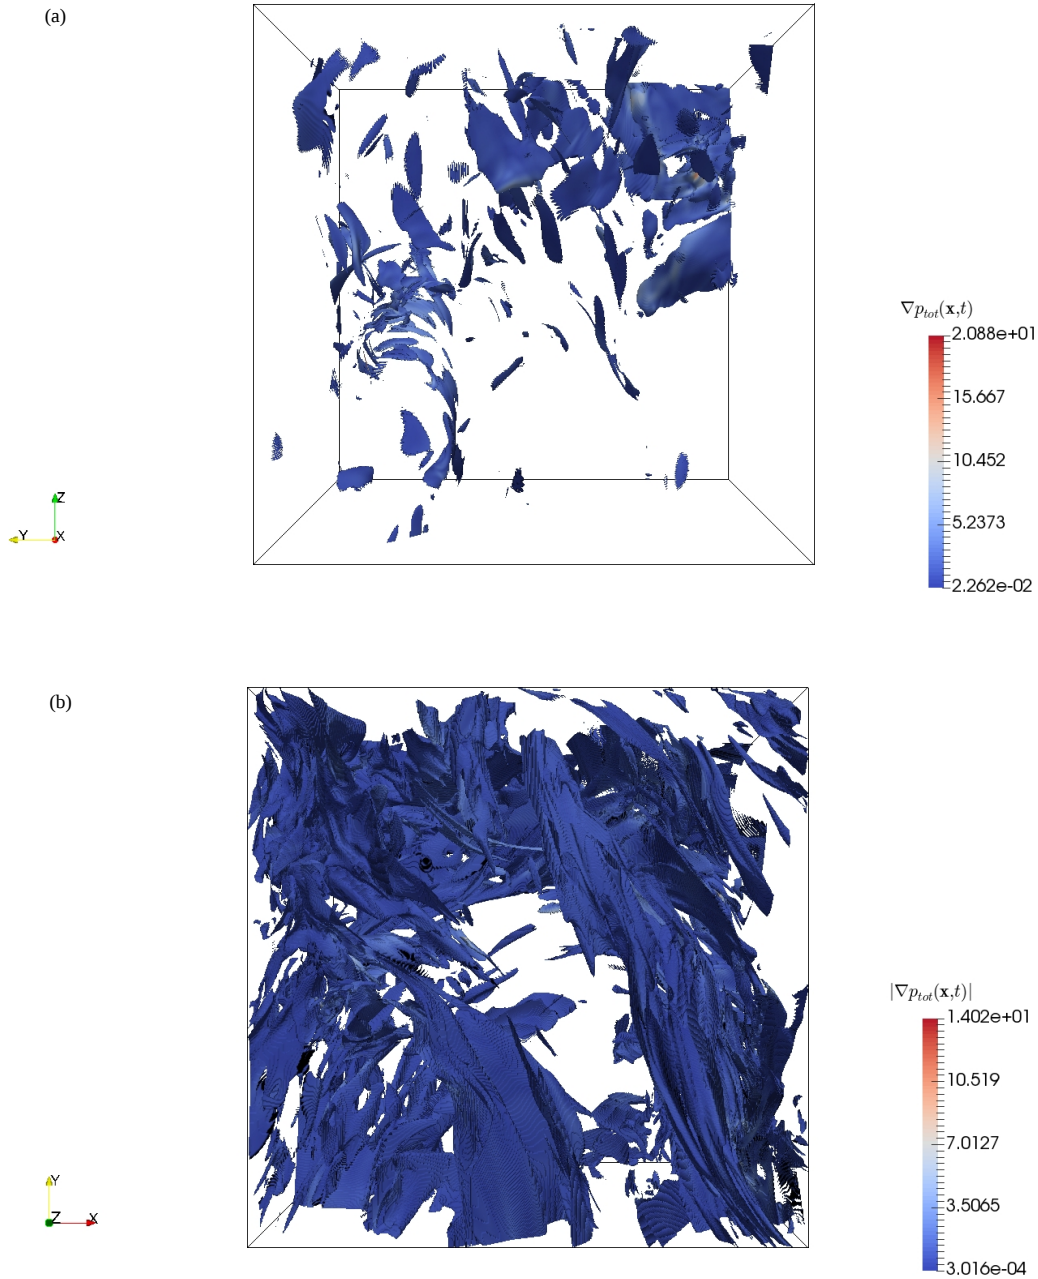 (a)
∇p_tot(x,t)
2.088e+01
15.667
10.452
5.2373
2.262e-02
Z
Y X
(b)
|∇p_tot(x,t)|
1.402e+01
10.519
7.0127
3.5065
3.016e-04
Y
Z X